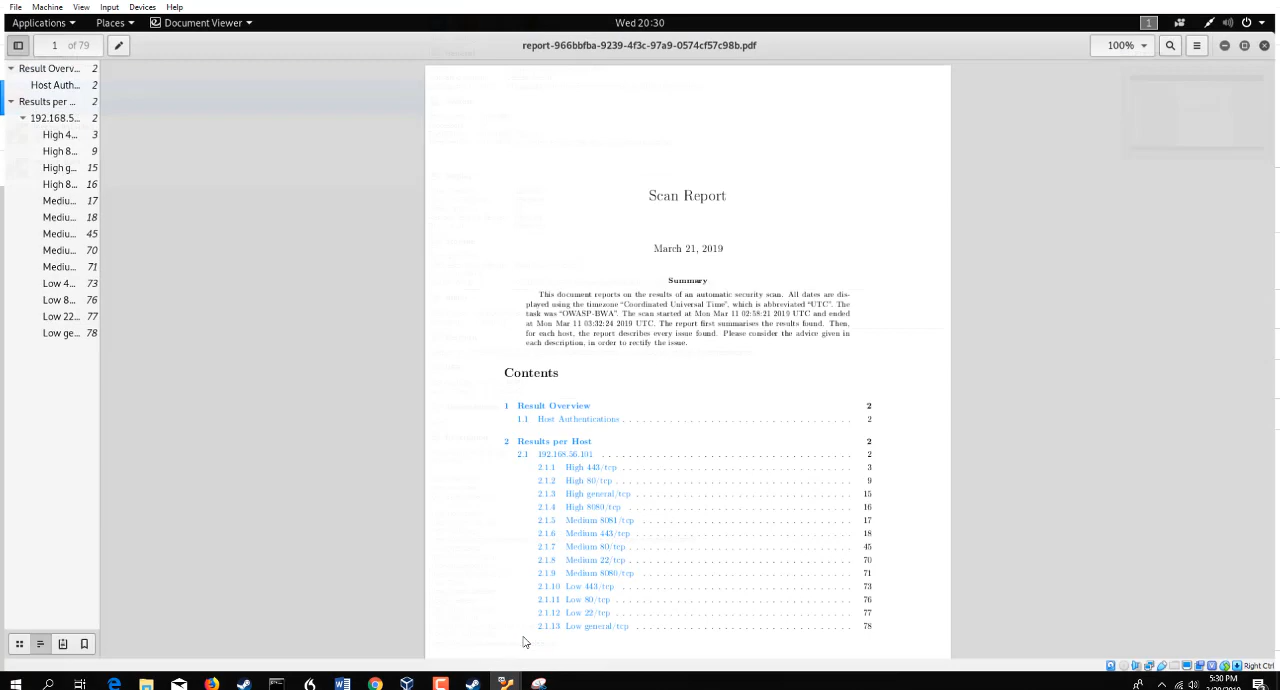 File Machine View Input Devices Help
Applications Places Document Viewer Wed 20:30 1
1 of 79 report-966bbfba-9239-4f3c-97a9-0574cf57c98b.pdf 100%
Result Overv... 2
Host Auth... 2
Results per ... 2
192.168.5... 2
High 4... 3
High 8... 9
High g... 15
High 8... 16
Mediu... 17
Mediu... 18
Mediu... 45
Mediu... 70
Mediu... 71
Low 4... 73
Low 8... 76
Low 22... 77
Low ge... 78
Scan Report
March 21, 2019
Summary
This document reports on the results of an automatic security scan. All dates are dis-
played using the timezone "Coordinated Universal Time", which is abbreviated "UTC". The
task was "OWASP-BWA". The scan started at Mon Mar 11 02:58:21 2019 UTC and ended
at Mon Mar 11 03:32:24 2019 UTC. The report first summarises the results found. Then,
for each host, the report describes every issue found. Please consider the advice given in
each description, in order to rectify the issue.
Contents
1 Result Overview 2
1.1 Host Authentications 2
2 Results per Host 2
2.1 192.168.56.101 2
2.1.1 High 443/tcp 3
2.1.2 High 80/tcp 9
2.1.3 High general/tcp 15
2.1.4 High 8080/tcp 16
2.1.5 Medium 8081/tcp 17
2.1.6 Medium 443/tcp 18
2.1.7 Medium 80/tcp 45
2.1.8 Medium 22/tcp 70
2.1.9 Medium 8080/tcp 71
2.1.10 Low 443/tcp 73
2.1.11 Low 80/tcp 76
2.1.12 Low 22/tcp 77
2.1.13 Low general/tcp 78
Right Ctrl
5:30 PM